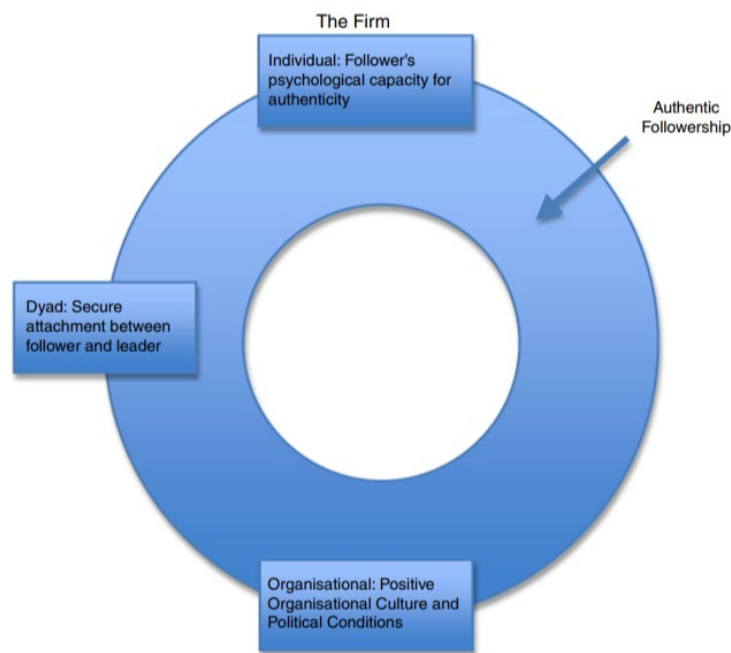 The Firm
Individual: Follower's
psychological capacity for
authenticity
Authentic
Followership
Dyad: Secure
attachment between
follower and leader
Organisational: Positive
Organisational Culture and
Political Conditions